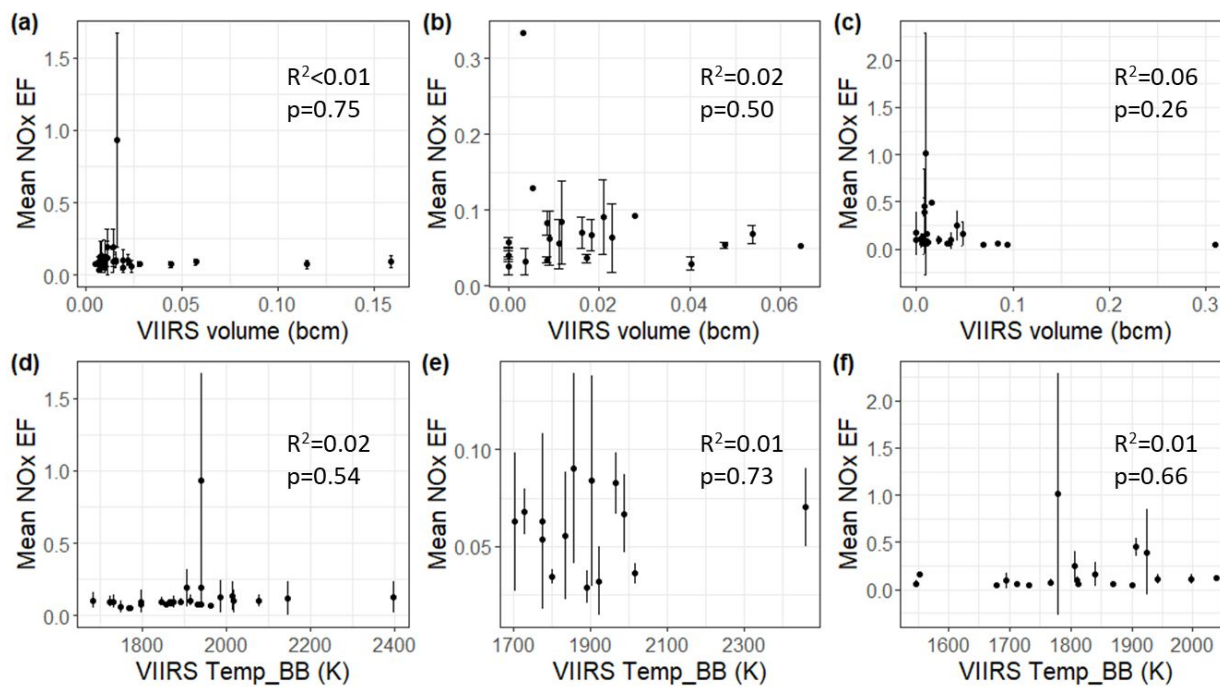 (a)
Mean NOx EF
1.5
1.0
0.5
0.0
R²<0.01
p=0.75
0.00 0.05 0.10 0.15
VIIRS volume (bcm)
(b)
Mean NOx EF
0.3
0.2
0.1
0.0
R²=0.02
p=0.50
0.00 0.02 0.04 0.06
VIIRS volume (bcm)
(c)
Mean NOx EF
2.0
1.5
1.0
0.5
0.0
R²=0.06
p=0.26
0.0 0.1 0.2 0.3
VIIRS volume (bcm)
(d)
Mean NOx EF
1.5
1.0
0.5
0.0
R²=0.02
p=0.54
1800 2000 2200 2400
VIIRS Temp_BB (K)
(e)
Mean NOx EF
0.10
0.05
R²=0.01
p=0.73
1700 1900 2100 2300
VIIRS Temp_BB (K)
(f)
Mean NOx EF
2.0
1.5
1.0
0.5
0.0
R²=0.01
p=0.66
1600 1700 1800 1900 2000
VIIRS Temp_BB (K)